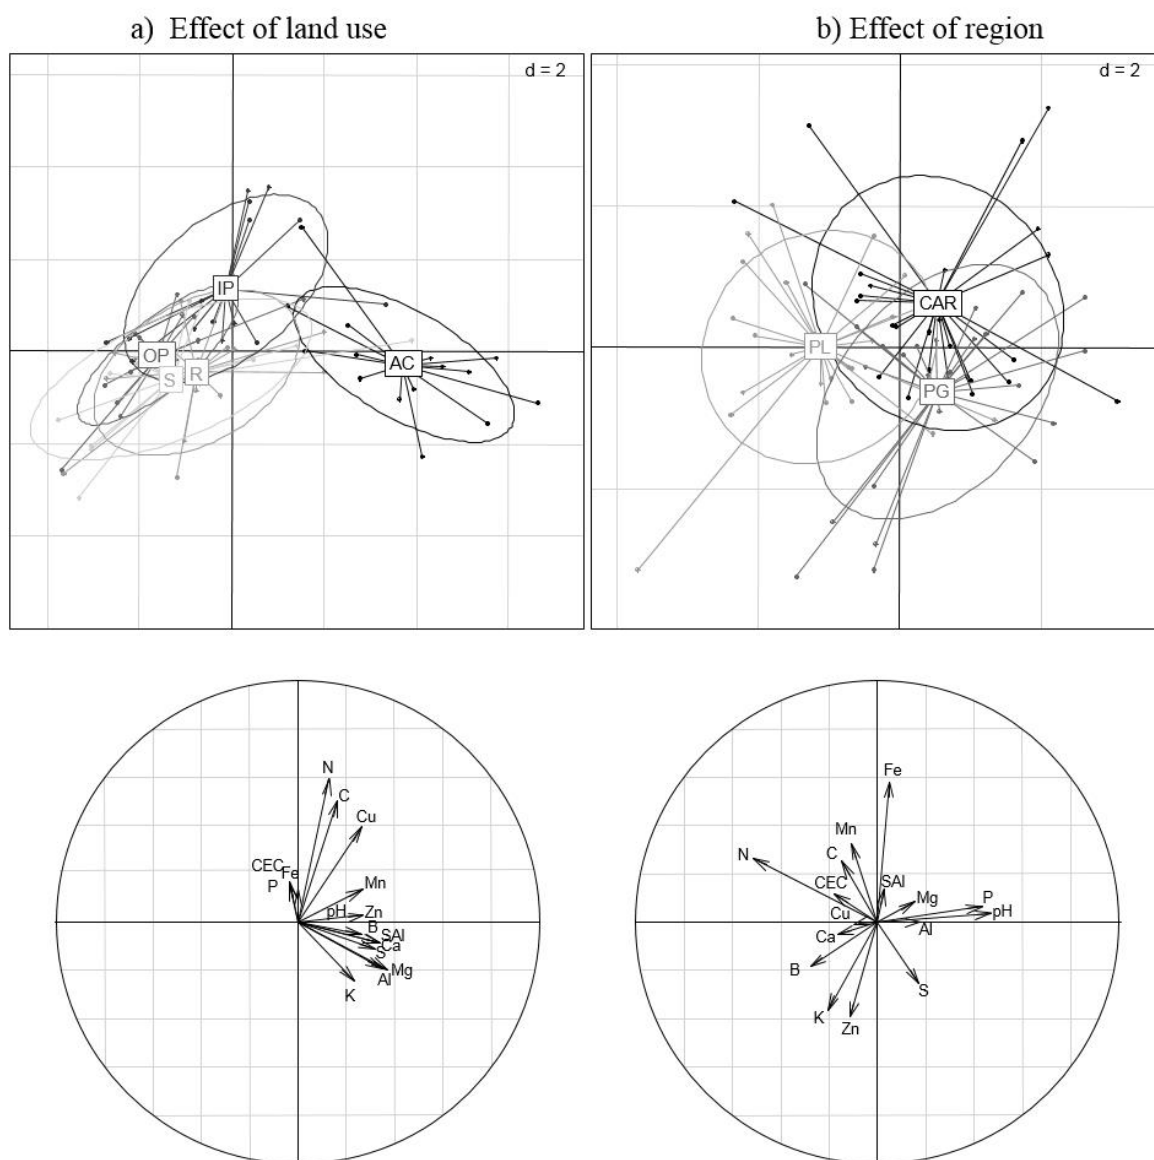 a) Effect of land use
b) Effect of region
d = 2
d = 2
IP
OP
S
R
AC
CAR
PL
PG
N
C
Cu
CEC
Fe
P
Mn
pH
Zn
B
SAl
Ca
S
Mg
Al
K
Fe
Mn
N
C
SAl
CEC
Mg
P
Cu
pH
Ca
Al
B
S
K
Zn